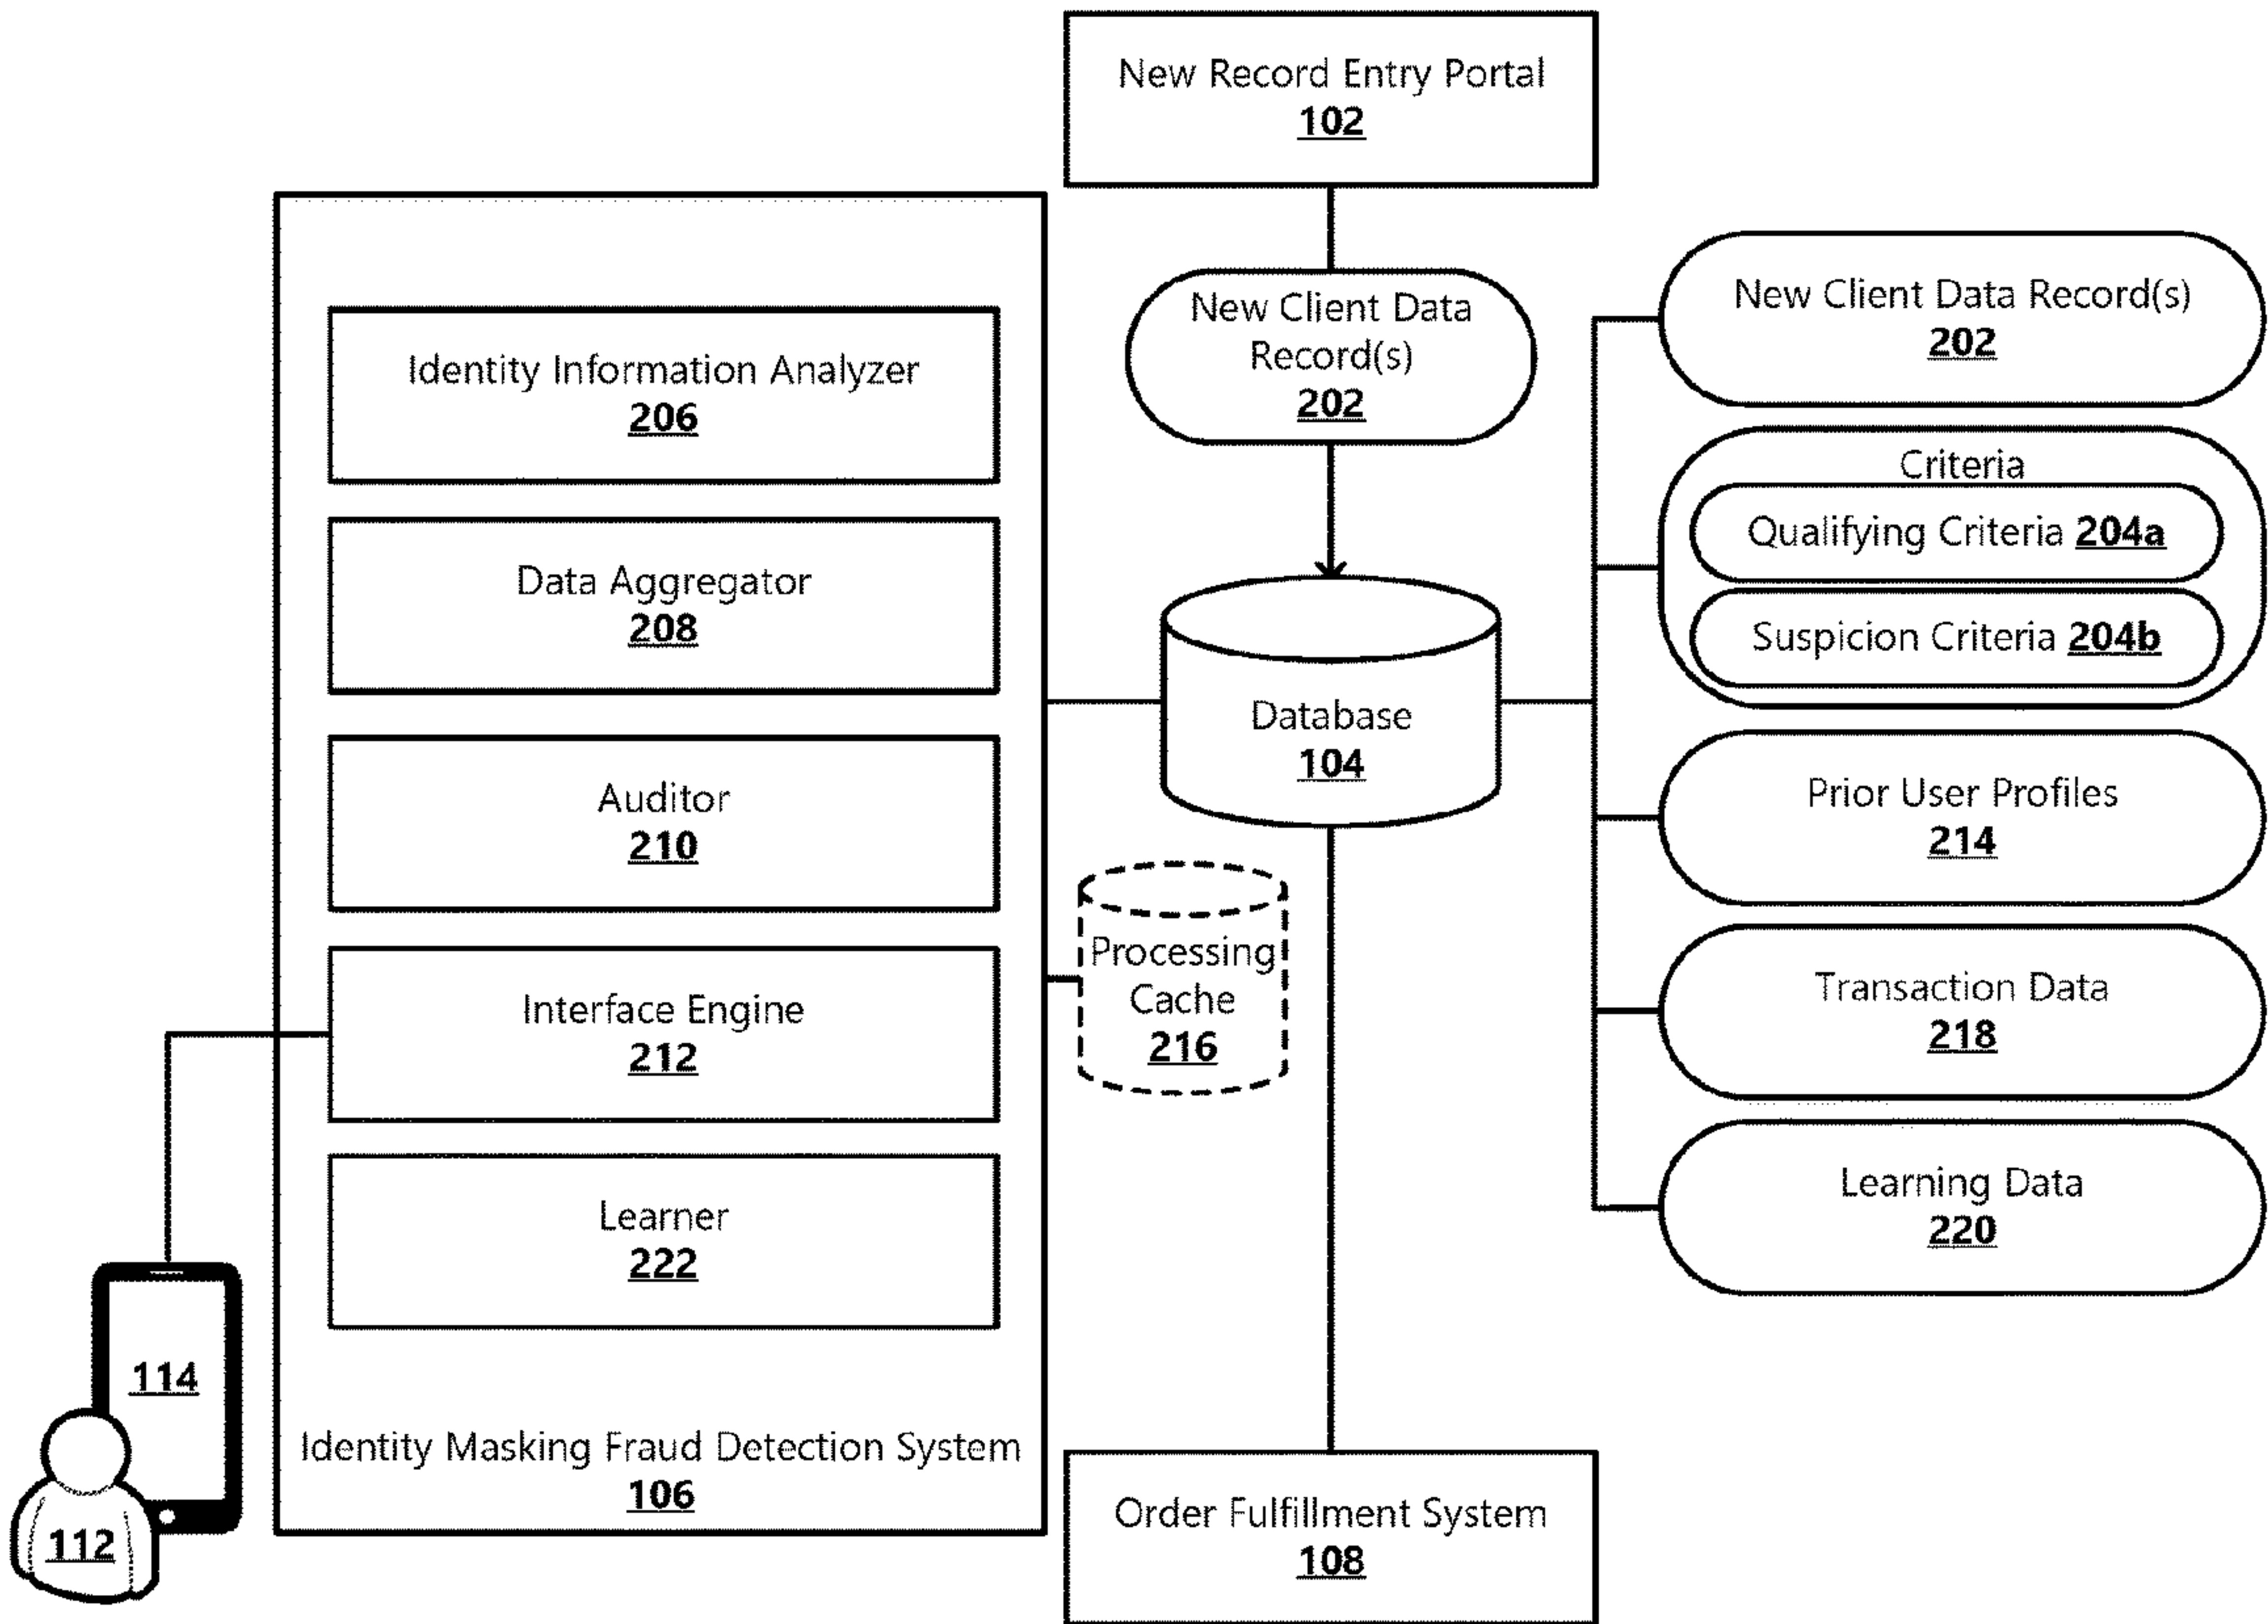 New Record Entry Portal
102
New Client Data
Record(s)
202
Identity Information Analyzer
206
Data Aggregator
208
Auditor
210
Interface Engine
212
Learner
222
Identity Masking Fraud Detection System
106
114
112
Database
104
Processing
Cache
216
Order Fulfillment System
108
New Client Data Record(s)
202
Criteria
Qualifying Criteria 204a
Suspicion Criteria 204b
Prior User Profiles
214
Transaction Data
218
Learning Data
220